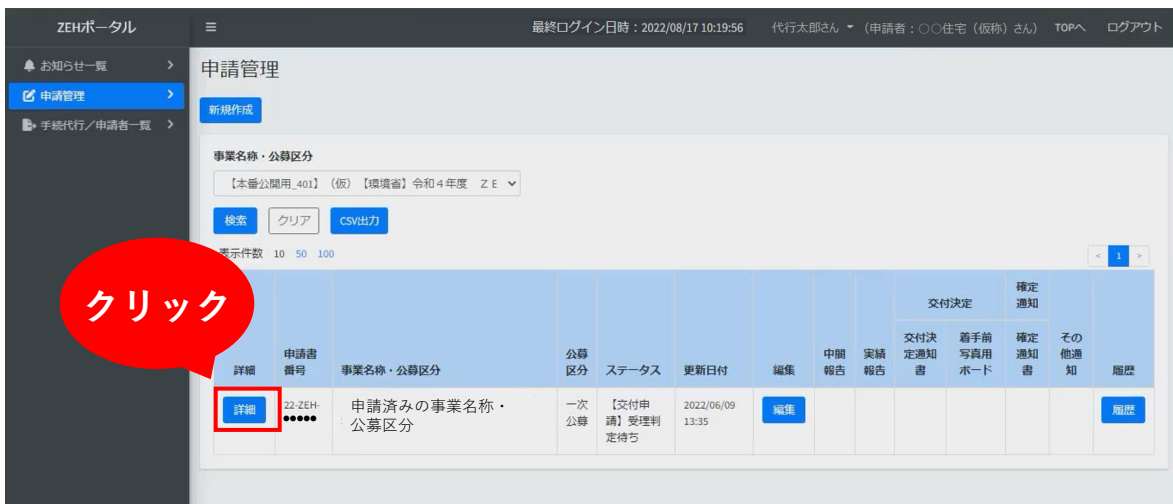 ZEHポータル
最終ログイン日時：2022/08/17 10:19:56 代行太郎さん （申請者：○○住宅（仮称）さん） TOPへ ログアウト
お知らせ一覧
申請管理
手続代行／申請者一覧
申請管理
新規作成
事業名称・公募区分
【本番公開用_401】（仮）【環境省】令和４年度 ＺＥ
検索 クリア CSV出力
表示件数 10 50 100
< 1 >
クリック
交付決定 確定通知
詳細 申請書番号 事業名称・公募区分 公募区分 ステータス 更新日付 編集 中間報告 実績報告 交付決定通知書 着手前写真用ボード 確定通知書 その他通知 履歴
詳細 22-ZEH-●●●●● 申請済みの事業名称・公募区分 一次公募 【交付申請】受理判定待ち 2022/06/09 13:35 編集 履歴